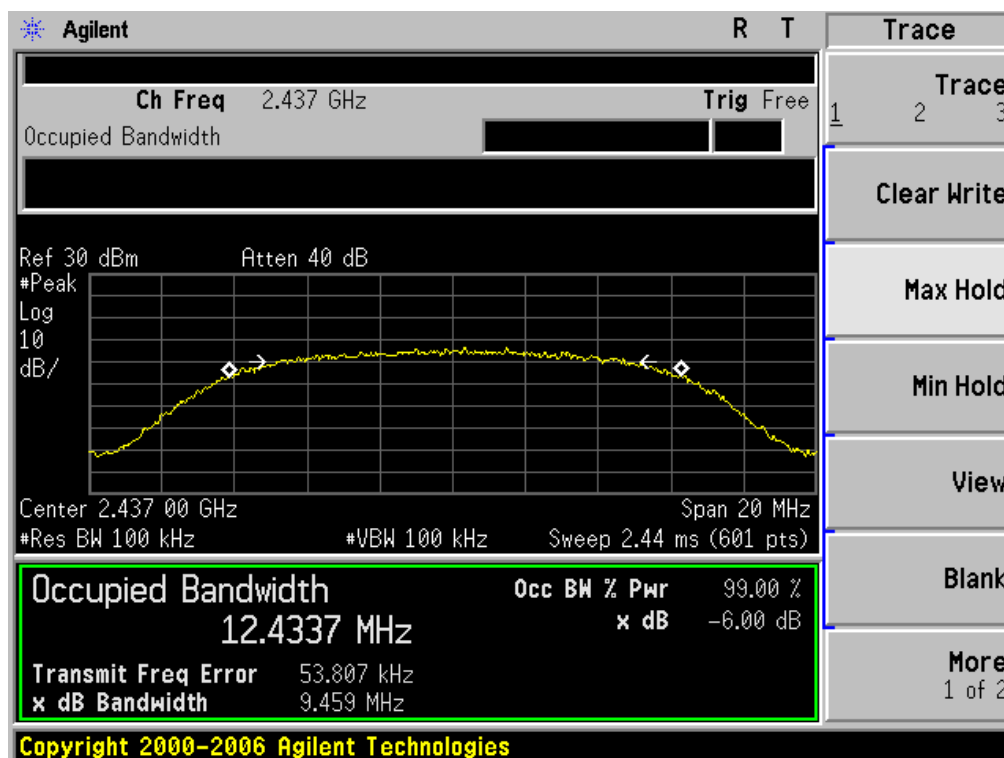 Agilent R T
Ch Freq 2.437 GHz Trig Free
Occupied Bandwidth
Ref 30 dBm Atten 40 dB
#Peak
Log
10
dB/
Center 2.437 00 GHz Span 20 MHz
#Res BW 100 kHz #VBW 100 kHz Sweep 2.44 ms (601 pts)
Occupied Bandwidth
12.4337 MHz
Occ BW % Pwr 99.00 %
x dB -6.00 dB
Transmit Freq Error 53.807 kHz
x dB Bandwidth 9.459 MHz
Copyright 2000-2006 Agilent Technologies
Trace
Trace
1 2 3
Clear Write
Max Hold
Min Hold
View
Blank
More
1 of 2